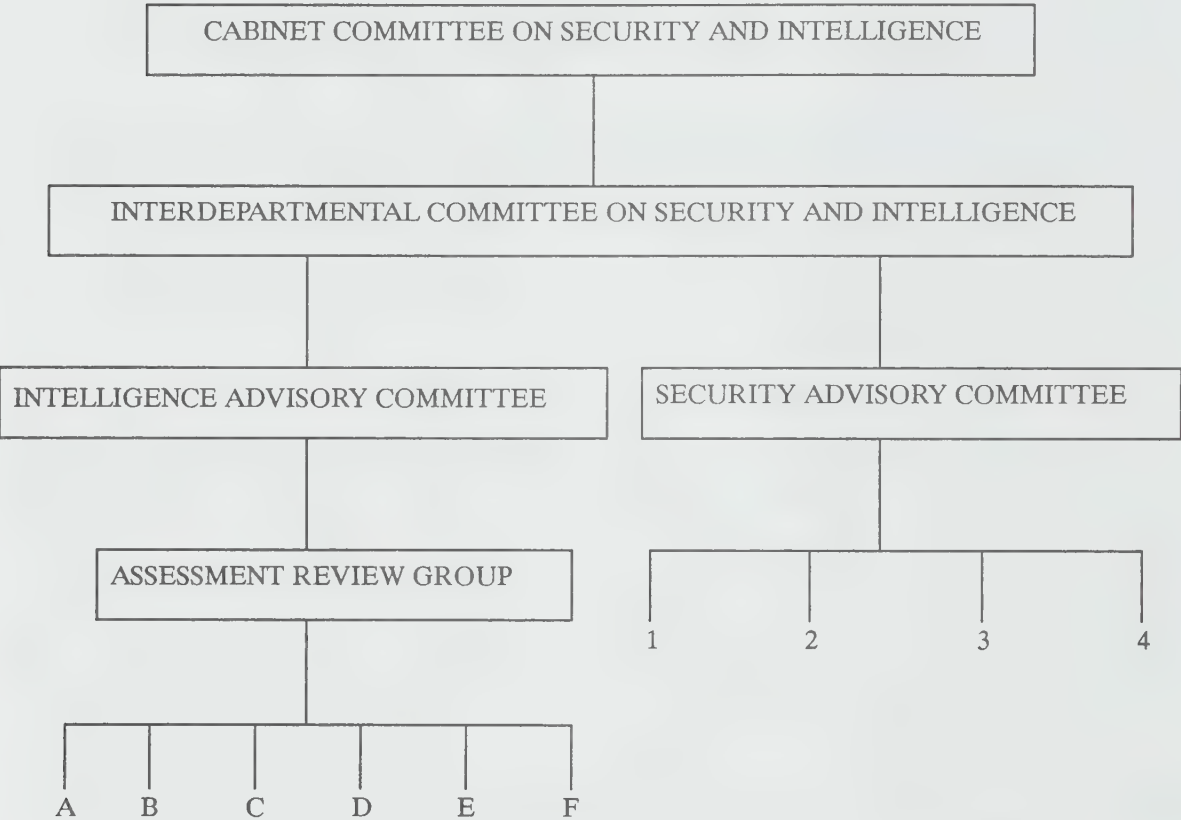 CABINET COMMITTEE ON SECURITY AND INTELLIGENCE
INTERDEPARTMENTAL COMMITTEE ON SECURITY AND INTELLIGENCE
INTELLIGENCE ADVISORY COMMITTEE
SECURITY ADVISORY COMMITTEE
ASSESSMENT REVIEW GROUP
1 2 3 4
A B C D E F